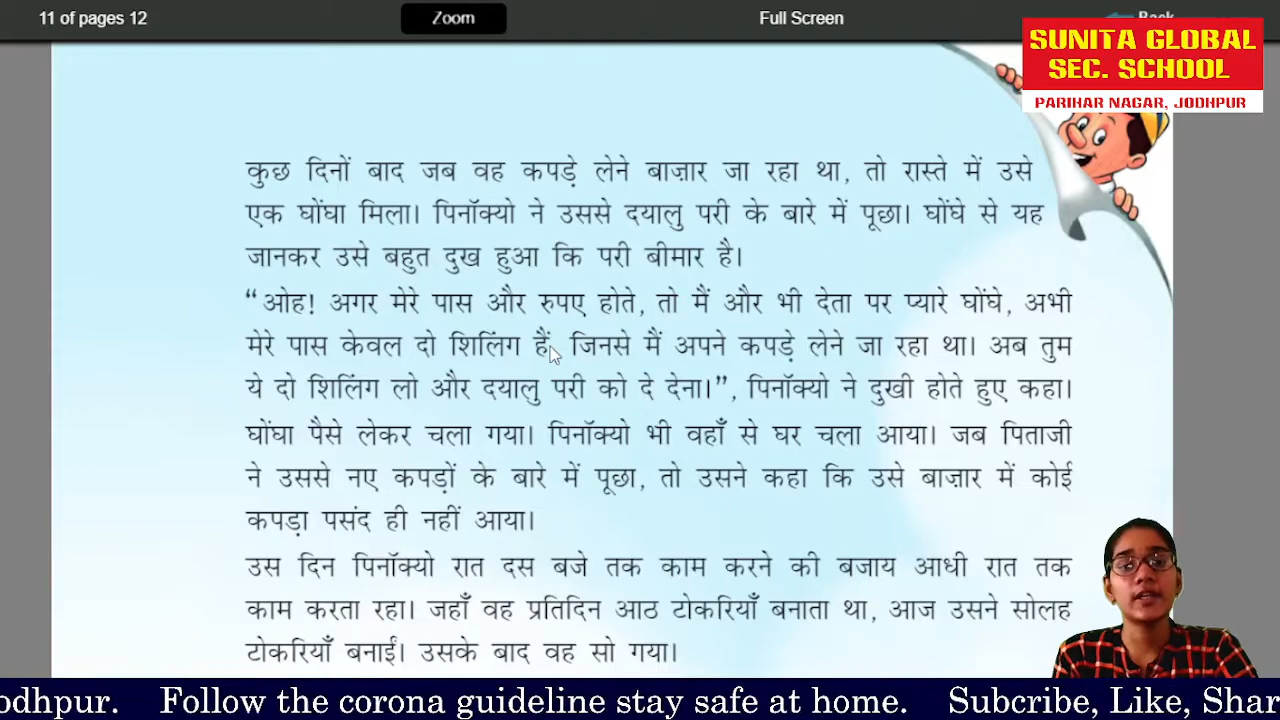 11 of pages 12
Zoom
Full Screen
Back
SUNITA GLOBAL
SEC. SCHOOL
PARIHAR NAGAR, JODHPUR
कुछ दिनों बाद जब वह कपड़े लेने बाज़ार जा रहा था, तो रास्ते में उसे
एक घोंघा मिला। पिनॉक्यो ने उससे दयालु परी के बारे में पूछा। घोंघे से यह
जानकर उसे बहुत दुख हुआ कि परी बीमार है।
“ओह! अगर मेरे पास और रुपए होते, तो मैं और भी देता पर प्यारे घोंघे, अभी
मेरे पास केवल दो शिलिंग हैं, जिनसे मैं अपने कपड़े लेने जा रहा था। अब तुम
ये दो शिलिंग लो और दयालु परी को दे देना।”, पिनॉक्यो ने दुखी होते हुए कहा।
घोंघा पैसे लेकर चला गया। पिनॉक्यो भी वहाँ से घर चला आया। जब पिताजी
ने उससे नए कपड़ों के बारे में पूछा, तो उसने कहा कि उसे बाज़ार में कोई
कपड़ा पसंद ही नहीं आया।
उस दिन पिनॉक्यो रात दस बजे तक काम करने की बजाय आधी रात तक
काम करता रहा। जहाँ वह प्रतिदिन आठ टोकरियाँ बनाता था, आज उसने सोलह
टोकरियाँ बनाईं। उसके बाद वह सो गया।
odhpur. Follow the corona guideline stay safe at home. Subcribe, Like, Shar